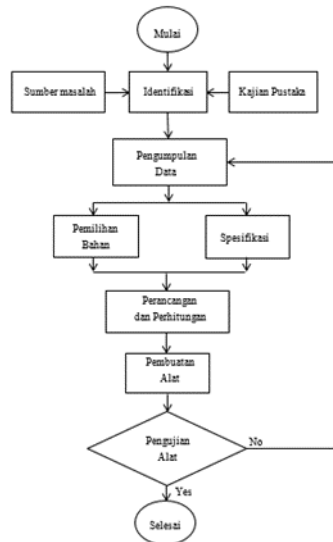 Mulai
Sumber masalah
Identifikasi
Kajian Pustaka
Pengumpulan
Data
Pemilihan
Bahan
Spesifikasi
Perancangan
dan Perhitungan
Pembuatan
Alat
Pengujian
Alat
No
Yes
Selesai